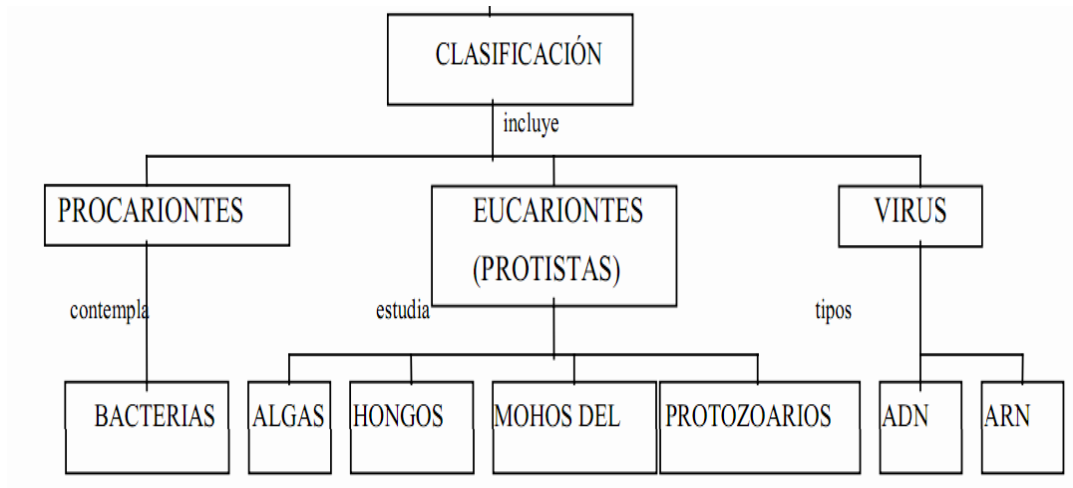 CLASIFICACIÓN
incluye
PROCARIONTES
EUCARIONTES
(PROTISTAS)
VIRUS
contempla
estudia
tipos
BACTERIAS
ALGAS
HONGOS
MOHOS DEL
PROTOZOARIOS
ADN
ARN